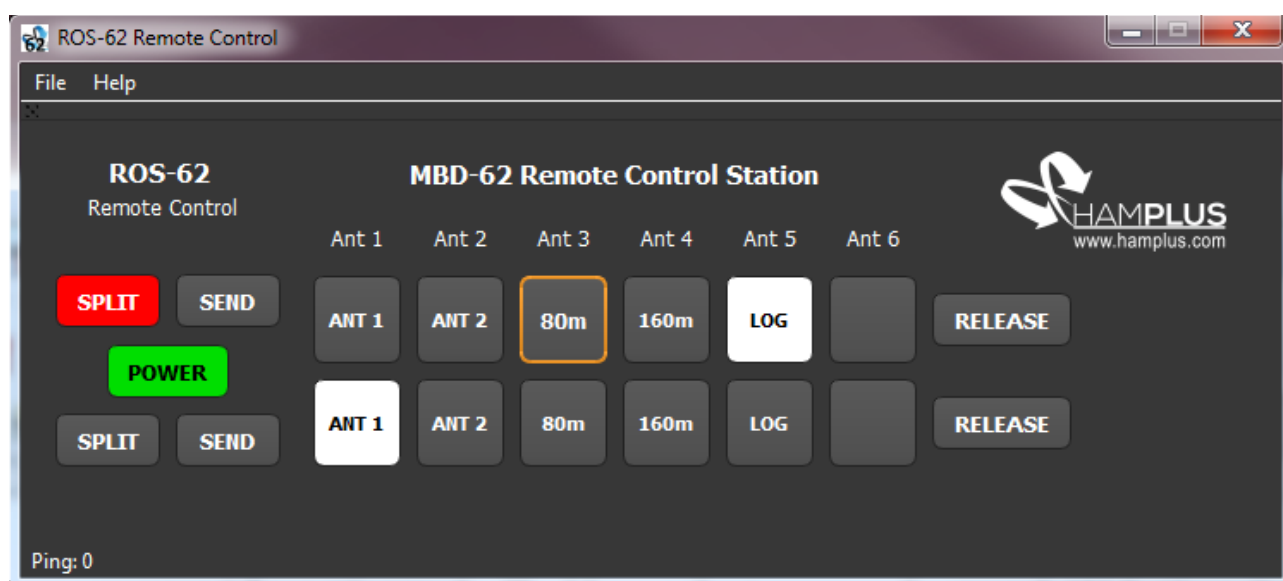 62 ROS-62 Remote Control
File Help
ROS-62
Remote Control
MBD-62 Remote Control Station
HAMPLUS
www.hamplus.com
Ant 1 Ant 2 Ant 3 Ant 4 Ant 5 Ant 6
SPLIT SEND
ANT 1 ANT 2 80m 160m LOG RELEASE
POWER
SPLIT SEND
ANT 1 ANT 2 80m 160m LOG RELEASE
Ping: 0